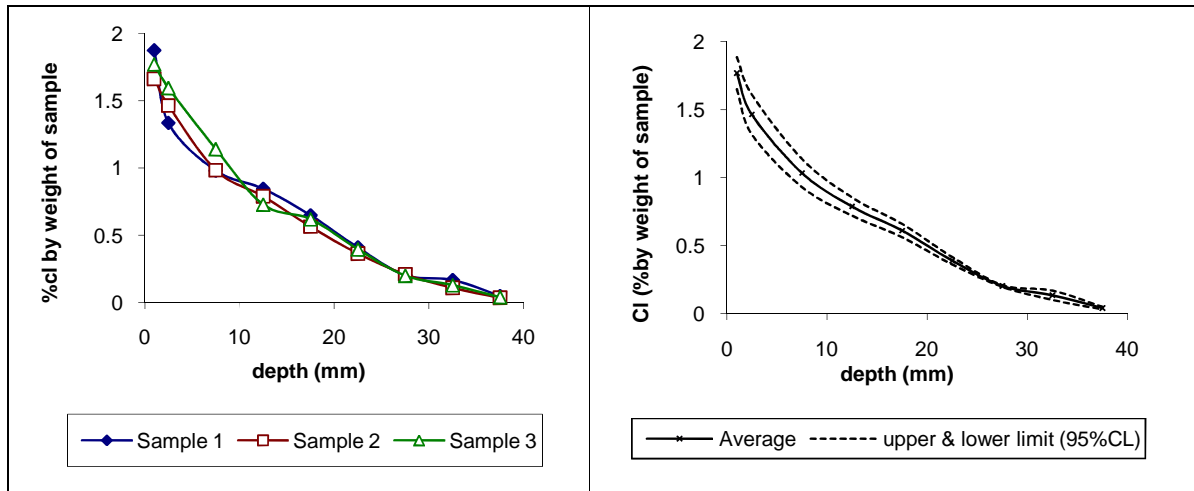 %cl by weight of sample
2
1.5
1
0.5
0
0 10 20 30 40
depth (mm)
Sample 1 Sample 2 Sample 3
Cl (%by weight of sample)
2
1.5
1
0.5
0
0 10 20 30 40
depth (mm)
Average upper & lower limit (95%CL)